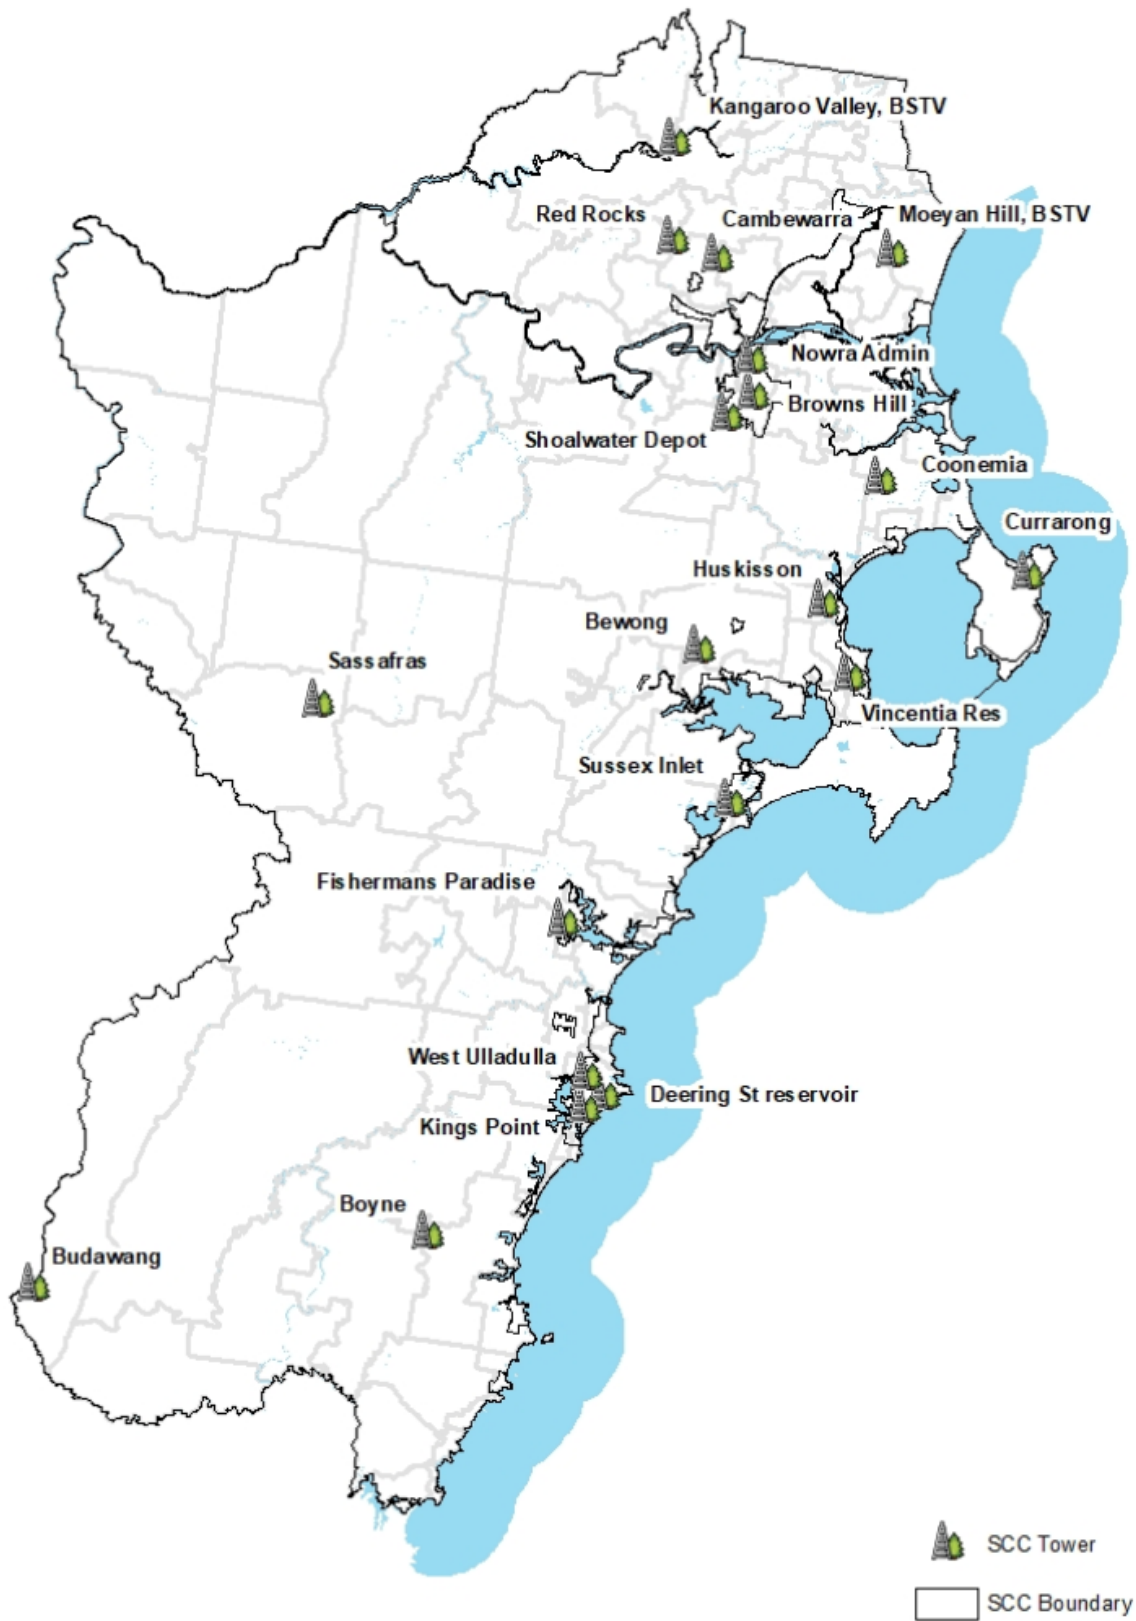 Kangaroo Valley, BSTV
Red Rocks
Cambewarra
Moeyan Hill, BSTV
Nowra Admin
Browns Hill
Shoalwater Depot
Coonemia
Currarong
Huskisson
Bewong
Sassafras
Vincentia Res
Sussex Inlet
Fishermans Paradise
West Ulladulla
Deering St reservoir
Kings Point
Boyne
Budawang
SCC Tower
SCC Boundary